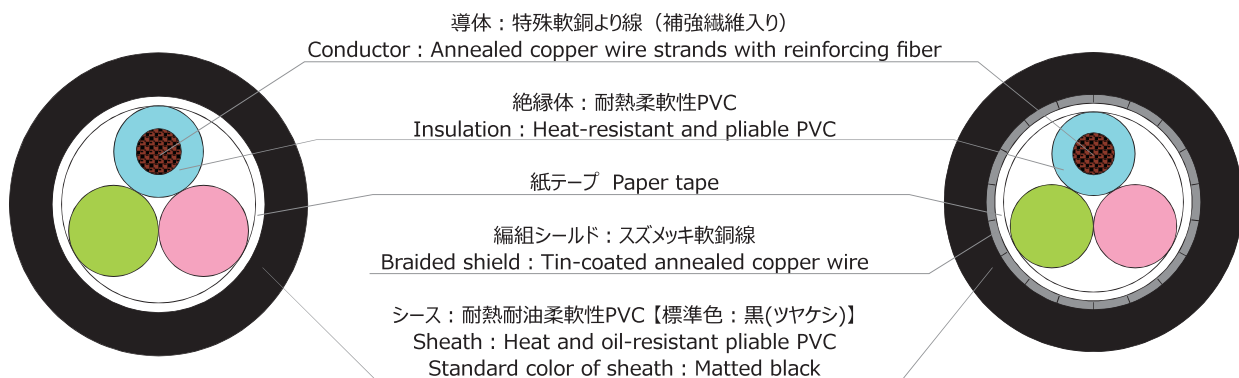 導体：特殊軟銅より線（補強繊維入り）
Conductor : Annealed copper wire strands with reinforcing fiber
絶縁体：耐熱柔軟性PVC
Insulation : Heat-resistant and pliable PVC
紙テープ Paper tape
編組シールド：スズメッキ軟銅線
Braided shield : Tin-coated annealed copper wire
シース：耐熱耐油柔軟性PVC【標準色：黒(ツヤケシ)】
Sheath : Heat and oil-resistant pliable PVC
Standard color of sheath : Matted black